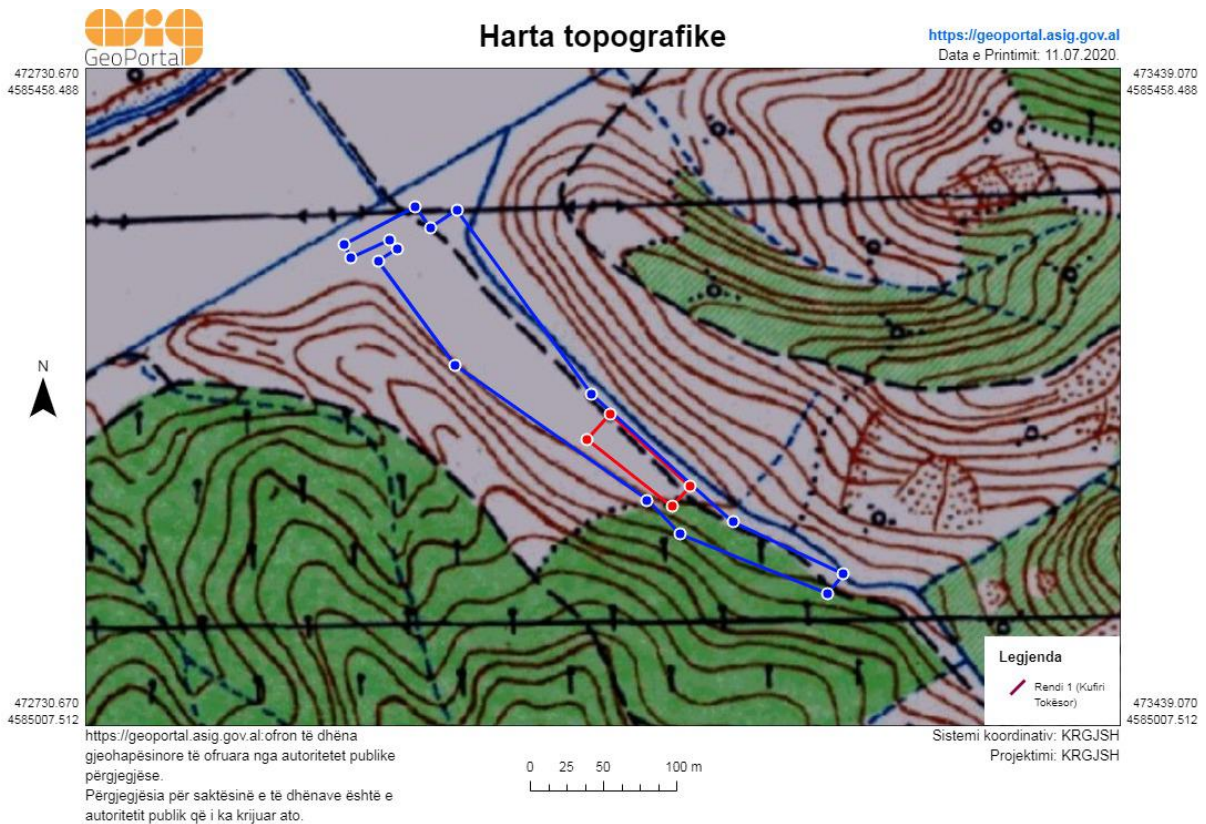 asig
GeoPortal
Harta topografike
https://geoportal.asig.gov.al
Data e Printimit: 11.07.2020.
472730.670
4585458.488
473439.070
4585458.488
N
Legjenda
Rendi 1 (Kufiri
Tokësor)
472730.670
4585007.512
473439.070
4585007.512
https://geoportal.asig.gov.al:ofron të dhëna
gjeohapësinore të ofruara nga autoritetet publike
përgjegjëse.
Përgjegjësia për saktësinë e të dhënave është e
autoritetit publik që i ka krijuar ato.
0 25 50 100 m
Sistemi koordinativ: KRGJSH
Projektimi: KRGJSH